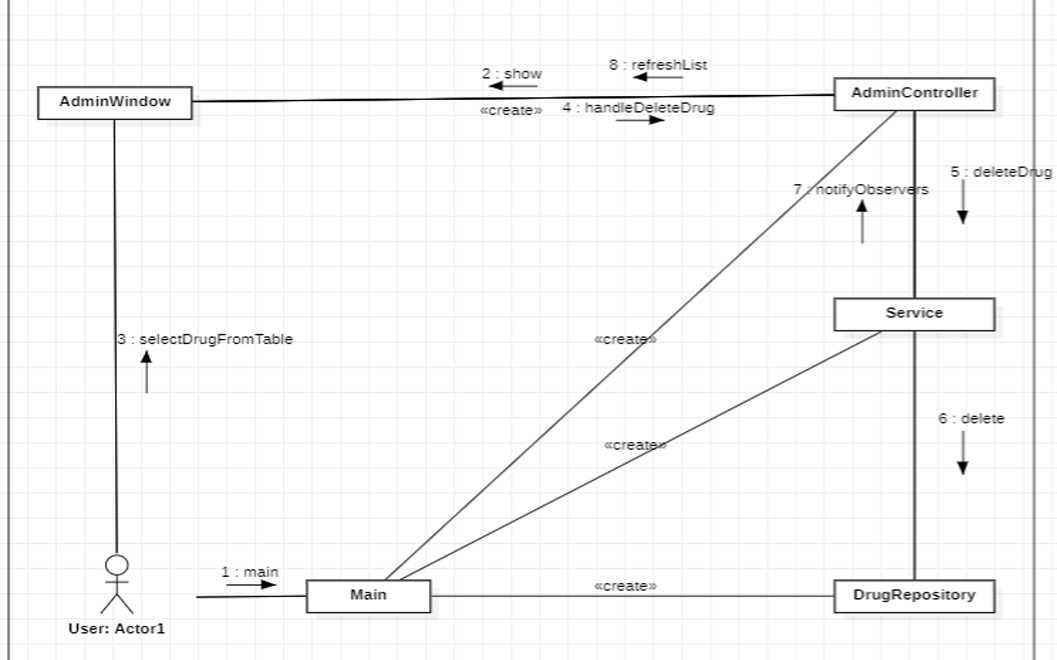 8 : refreshList
2 : show
AdminWindow
AdminController
«create»
4 : handleDeleteDrug
5 : deleteDrug
7 : notifyObservers
Service
3 : selectDrugFromTable
«create»
6 : delete
«create»
1 : main
«create»
Main
DrugRepository
User: Actor1